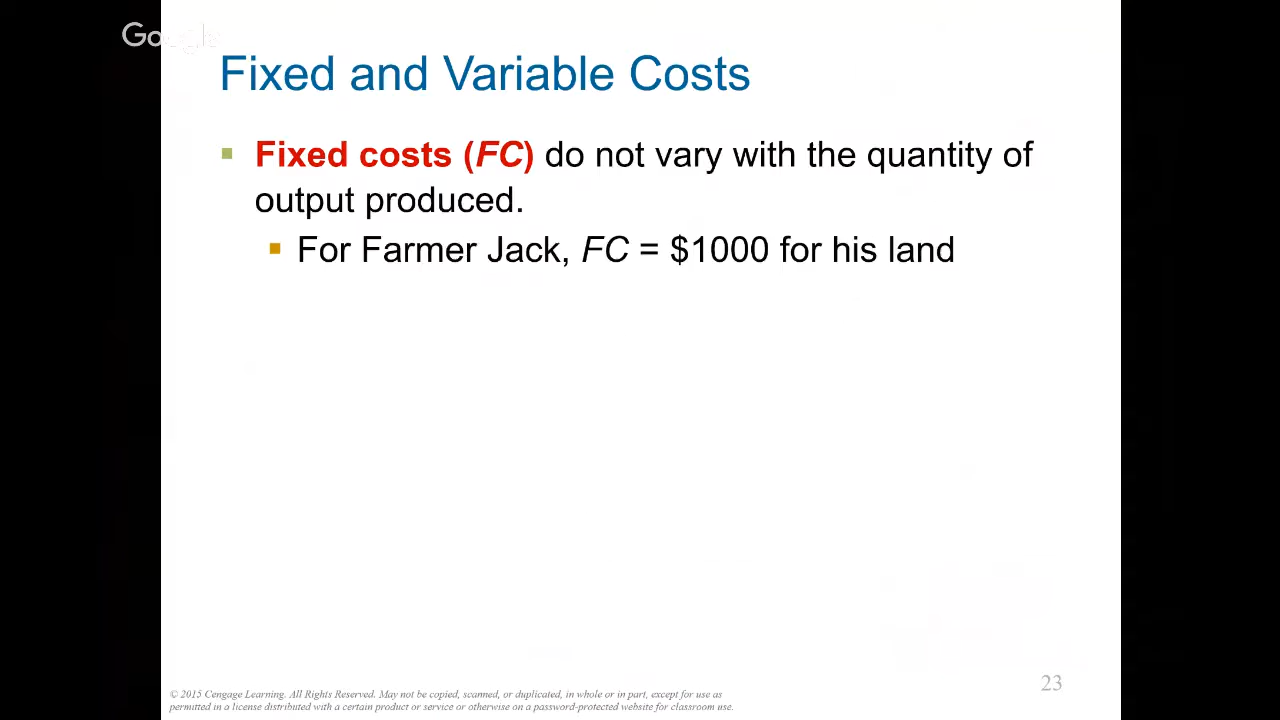 Google
Fixed and Variable Costs
▪ Fixed costs (FC) do not vary with the quantity of
output produced.
▪ For Farmer Jack, FC = $1000 for his land
23
© 2015 Cengage Learning. All Rights Reserved. May not be copied, scanned, or duplicated, in whole or in part, except for use as
permitted in a license distributed with a certain product or service or otherwise on a password-protected website for classroom use.